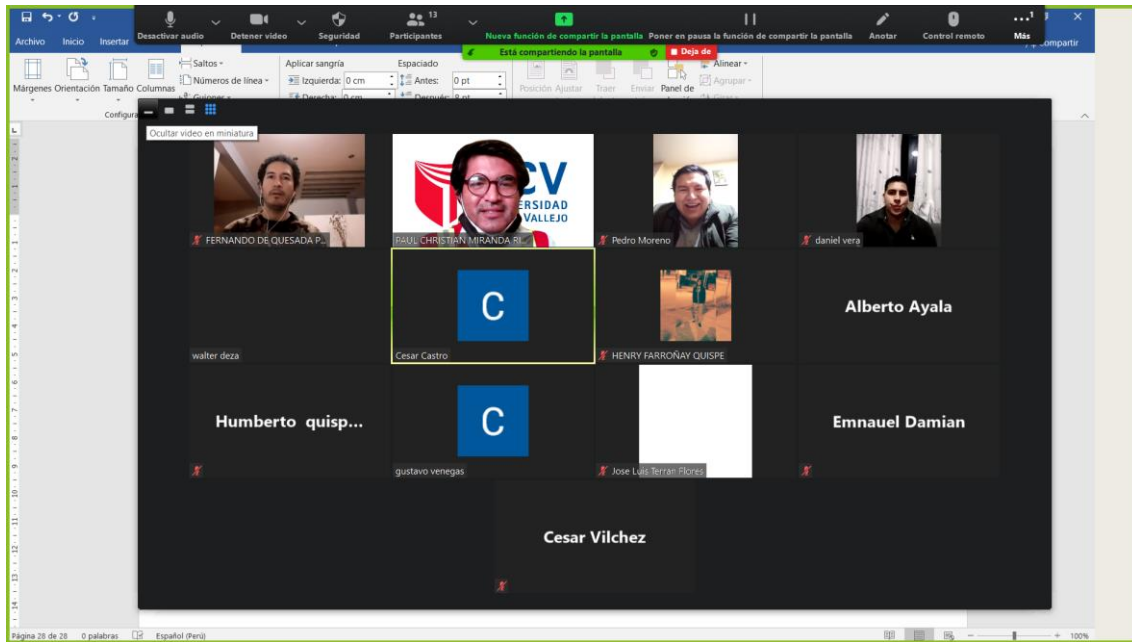 13
Desactivar audio Detener video Seguridad Participantes Nueva función de compartir la pantalla Poner en pausa la función de compartir la pantalla Anotar Control remoto Más
Archivo Inicio Insertar
Está compartiendo la pantalla Deja de
Saltos Aplicar sangría Espaciado Alinear
Números de línea Izquierda: 0 cm Antes: 0 pt Agrupar
Márgenes Orientación Tamaño Columnas Posición Ajustar Traer Enviar Panel de
Ocultar video en miniatura
CV
ERSIDAD
VALLEJO
FERNANDO DE QUESADA P... PAUL CHRISTIAN MIRANDA RI... Pedro Moreno daniel vera
C
Alberto Ayala
walter deza Cesar Castro HENRY FARROÑAY QUISPE
Humberto quisp...
C
Emnauel Damian
gustavo venegas Jose Luis Terran Flores
Cesar Vilchez
Página 28 de 28 0 palabras Español (Perú) 100%